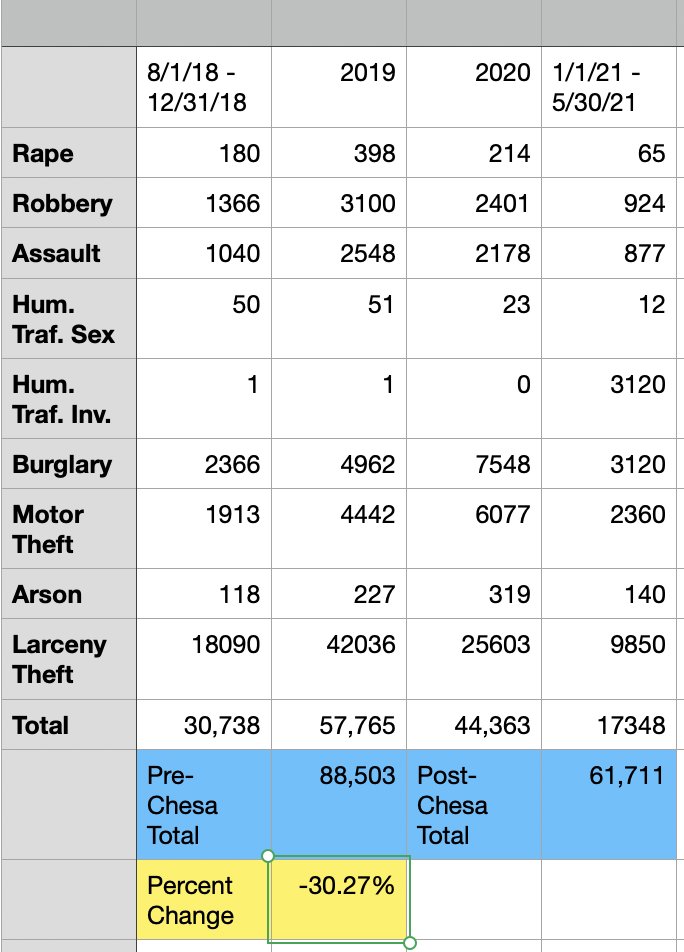 8/1/18 - 2019 2020 1/1/21 -
12/31/18 5/30/21
Rape 180 398 214 65
Robbery 1366 3100 2401 924
Assault 1040 2548 2178 877
Hum. 50 51 23 12
Traf. Sex
Hum. 1 1 0 3120
Traf. Inv.
Burglary 2366 4962 7548 3120
Motor 1913 4442 6077 2360
Theft
Arson 118 227 319 140
Larceny 18090 42036 25603 9850
Theft
Total 30,738 57,765 44,363 17348
Pre- 88,503 Post- 61,711
Chesa Chesa
Total Total
Percent -30.27%
Change